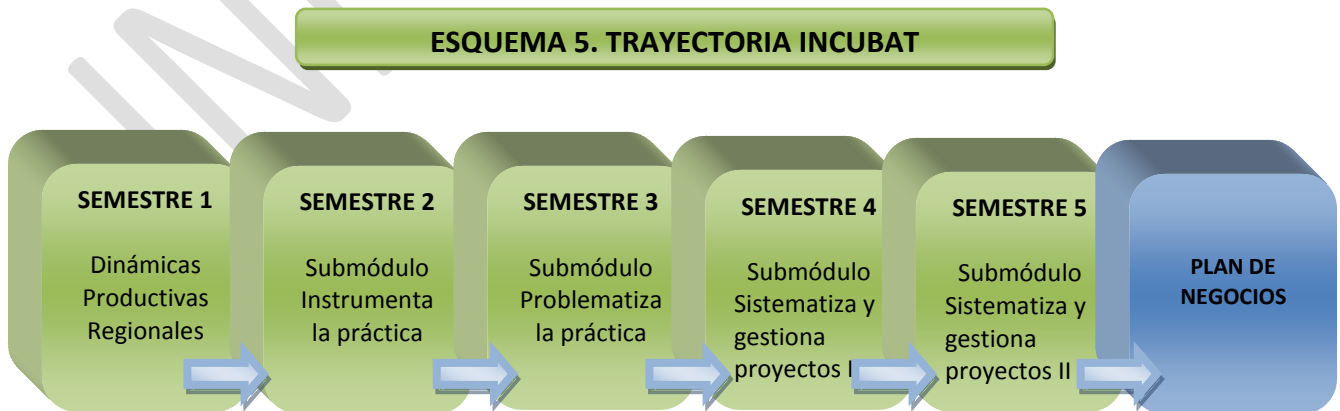 ESQUEMA 5. TRAYECTORIA INCUBAT
SEMESTRE 1
Dinámicas
Productivas
Regionales
SEMESTRE 2
Submódulo
Instrumenta
la práctica
SEMESTRE 3
Submódulo
Problematiza
la práctica
SEMESTRE 4
Submódulo
Sistematiza y
gestiona
proyectos I
SEMESTRE 5
Submódulo
Sistematiza y
gestiona
proyectos II
PLAN DE
NEGOCIOS